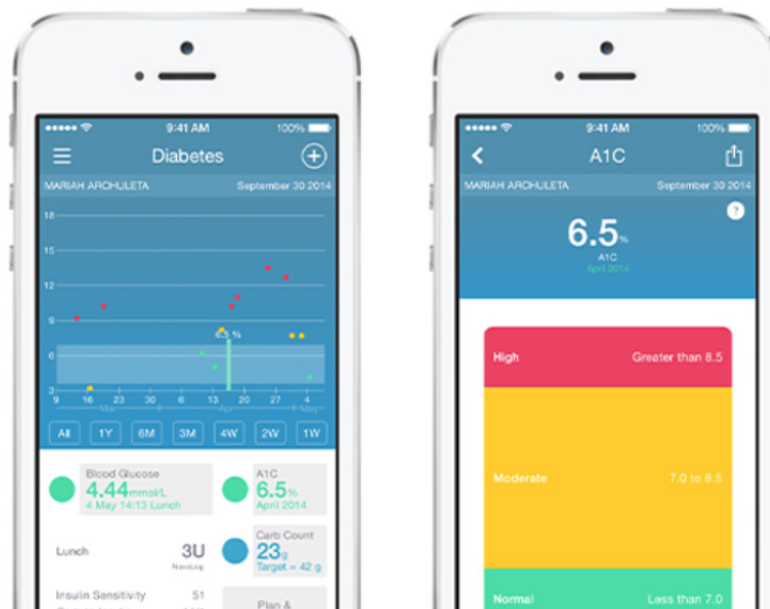 9:41 AM 100%
Diabetes
MARIAH ARCHULETA September 30 2014
18
15
12
9
6.5 %
6
3
9 16 23 30 6 13 20 27 4
Mar Apr May
All 1Y 6M 3M 4W 2W 1W
Blood Glucose
4.44mmol/L
4 May 14:13 Lunch
A1C
6.5%
April 2014
Lunch 3U
NovoLog
Carb Count
23g
Target = 42 g
Insulin Sensitivity 51
Plan &
9:41 AM 100%
A1C
MARIAH ARCHULETA September 30 2014
?
6.5%
A1C
April 2014
High Greater than 8.5
Moderate 7.0 to 8.5
Normal Less than 7.0